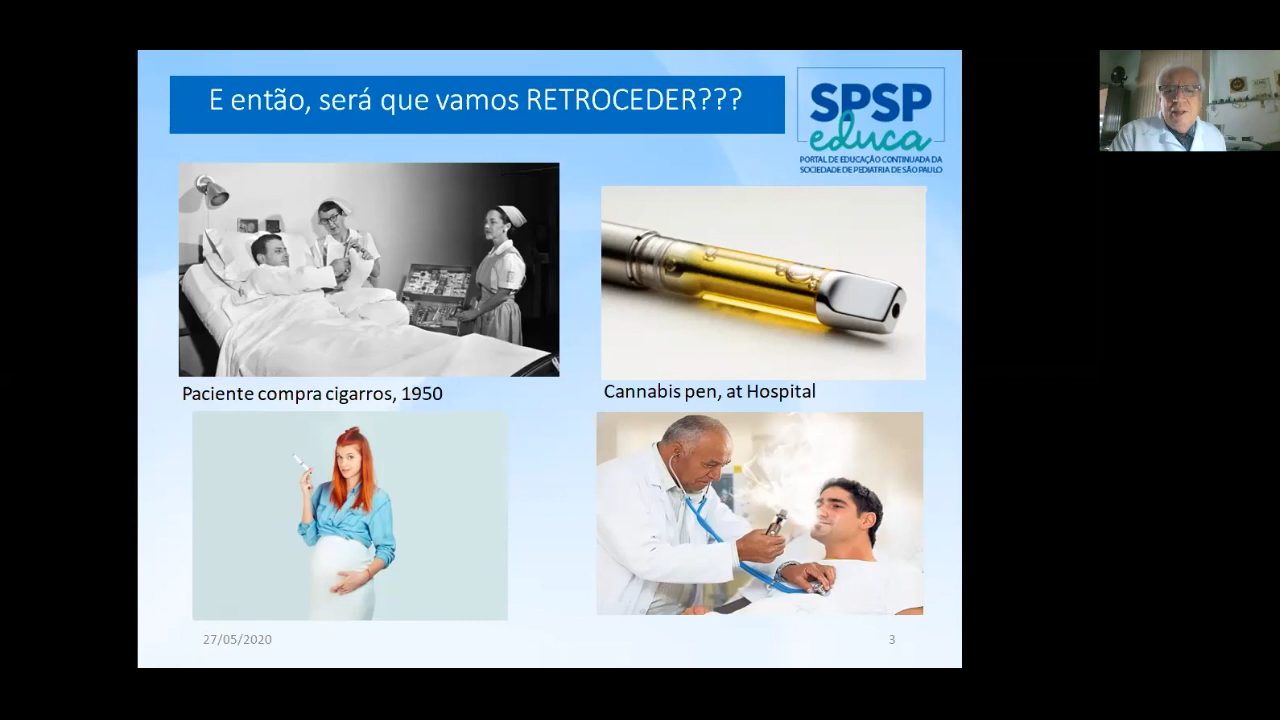 E então, será que vamos RETROCEDER???
SPSP
educa
PORTAL DE EDUCAÇÃO CONTINUADA DA
SOCIEDADE DE PEDIATRIA DE SÃO PAULO
Paciente compra cigarros, 1950
Cannabis pen, at Hospital
27/05/2020
3